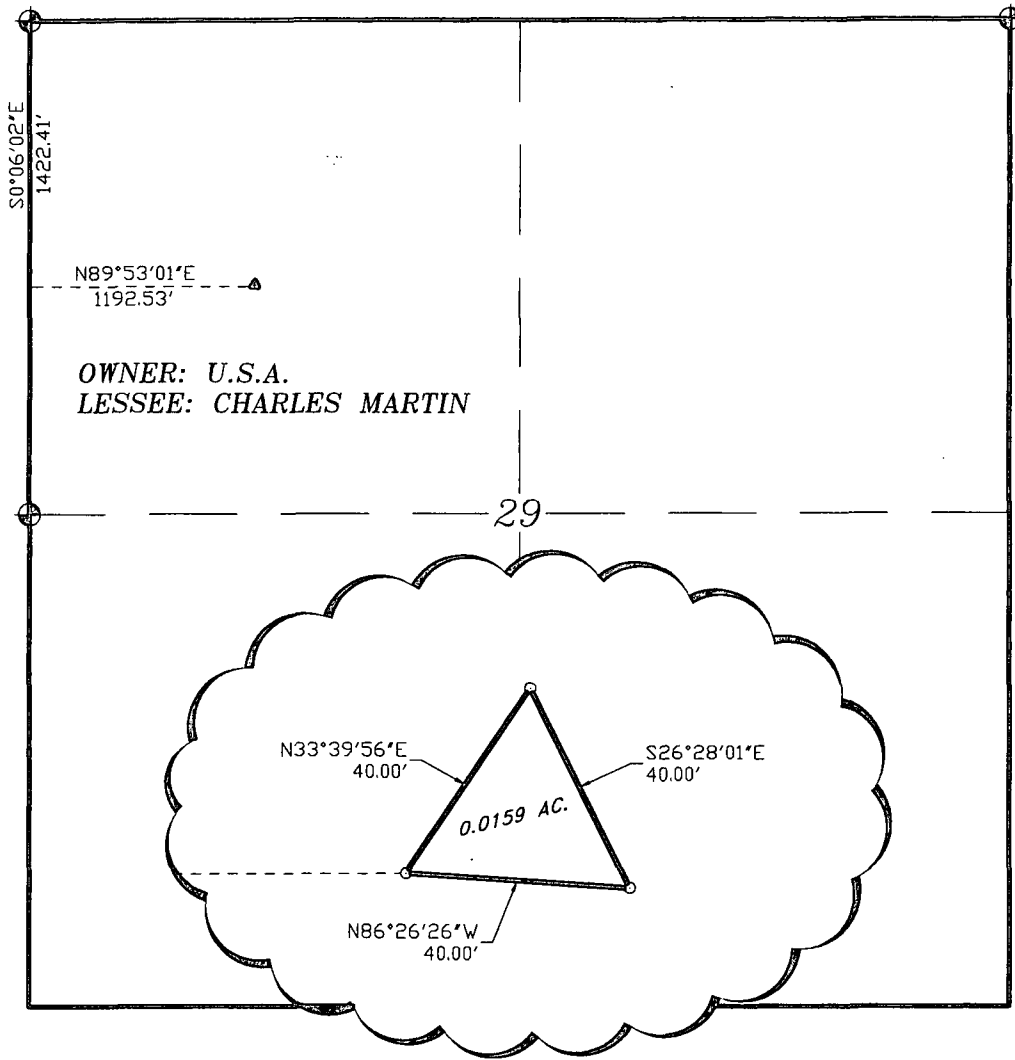 S0°06'02"E
1422.41'
N89°53'01"E
1192.53'
OWNER: U.S.A.
LESSEE: CHARLES MARTIN
29
N33°39'56"E
40.00'
S26°28'01"E
40.00'
0.0159 AC.
N86°26'26"W
40.00'